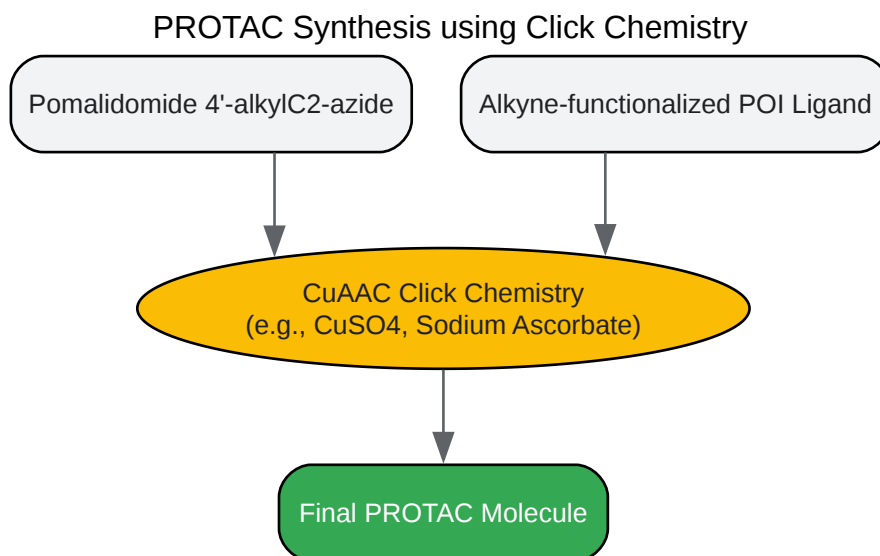 PROTAC Synthesis using Click Chemistry
Pomalidomide 4'-alkylC2-azide
Alkyne-functionalized POI Ligand
CuAAC Click Chemistry
(e.g., CuSO4, Sodium Ascorbate)
Final PROTAC Molecule